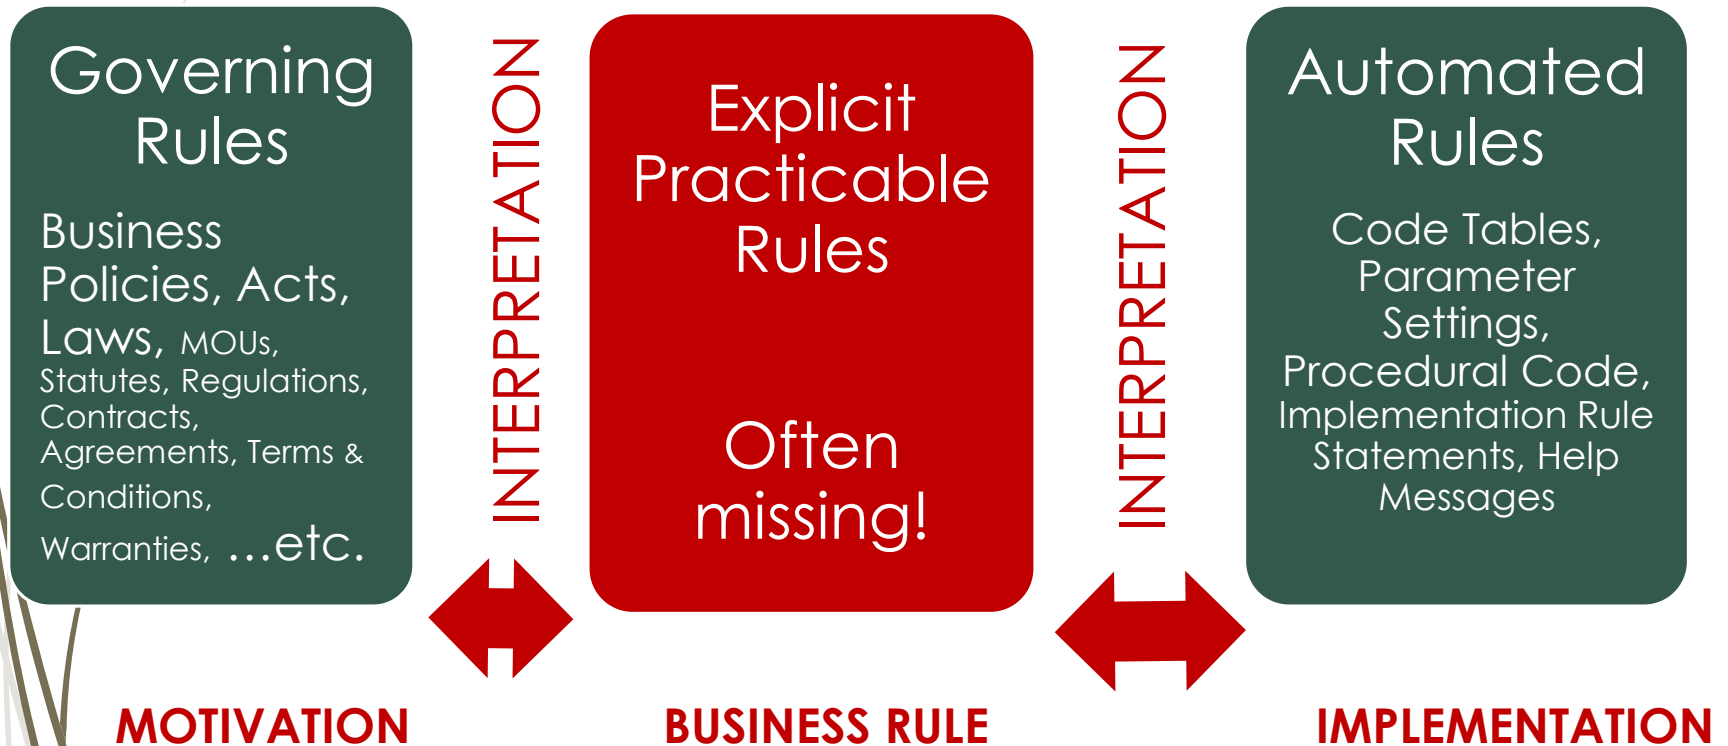 Governing
Rules
Business
Policies, Acts,
Laws, MOUs,
Statutes, Regulations,
Contracts,
Agreements, Terms &
Conditions,
Warranties, ...etc.
INTERPRETATION
Explicit
Practicable
Rules
Often
missing!
INTERPRETATION
Automated
Rules
Code Tables,
Parameter
Settings,
Procedural Code,
Implementation Rule
Statements, Help
Messages
MOTIVATION
BUSINESS RULE
IMPLEMENTATION